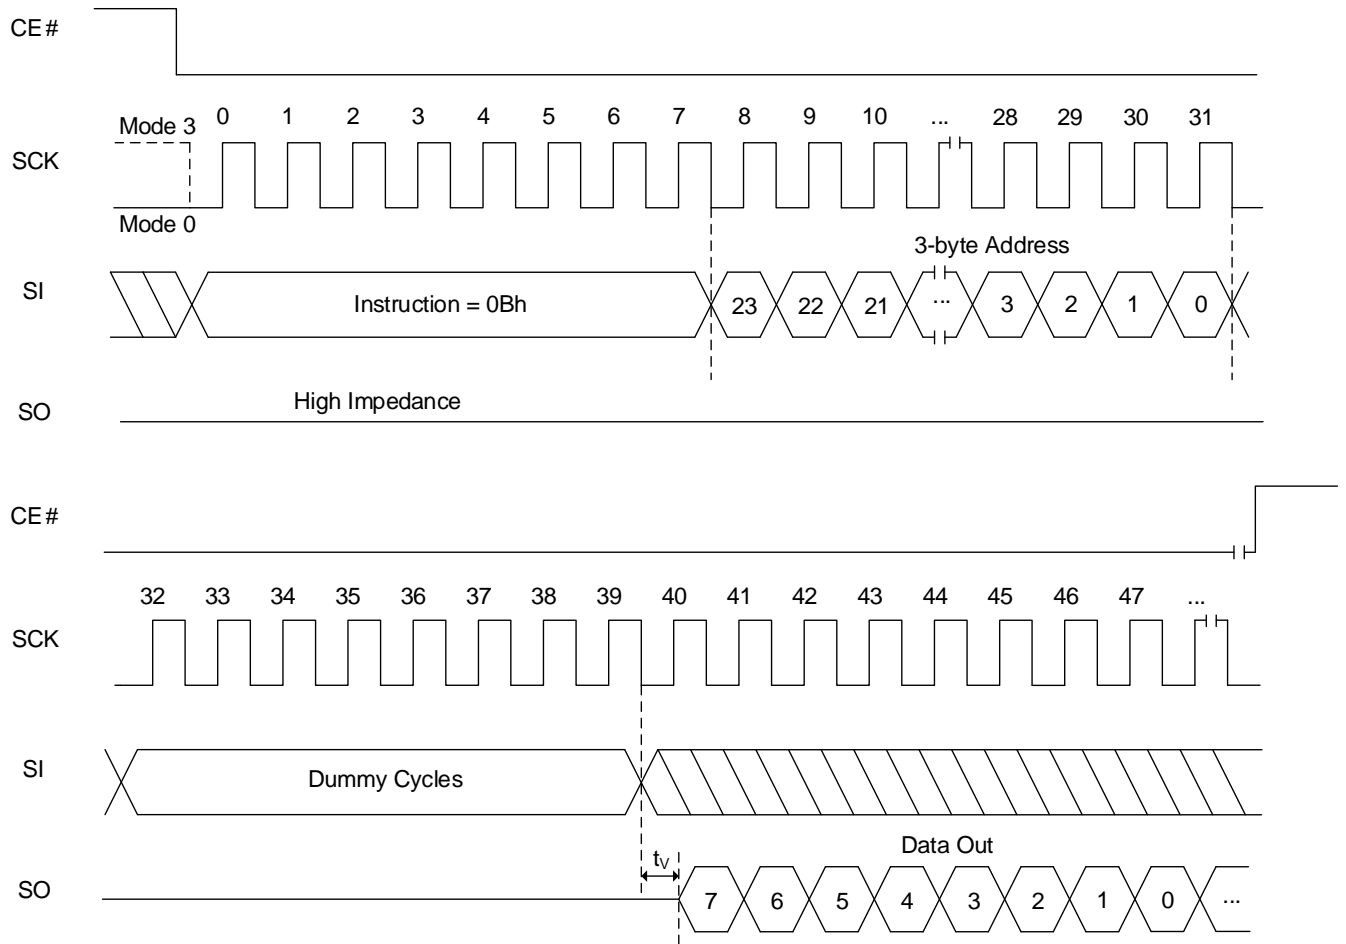 CE#
Mode 3
0 1 2 3 4 5 6 7 8 9 10 ... 28 29 30 31
SCK
Mode 0
3-byte Address
SI
Instruction = 0Bh
23 22 21 ... 3 2 1 0
High Impedance
SO
CE#
32 33 34 35 36 37 38 39 40 41 42 43 44 45 46 47 ...
SCK
SI
Dummy Cycles
Data Out
tV
SO
7 6 5 4 3 2 1 0 ...